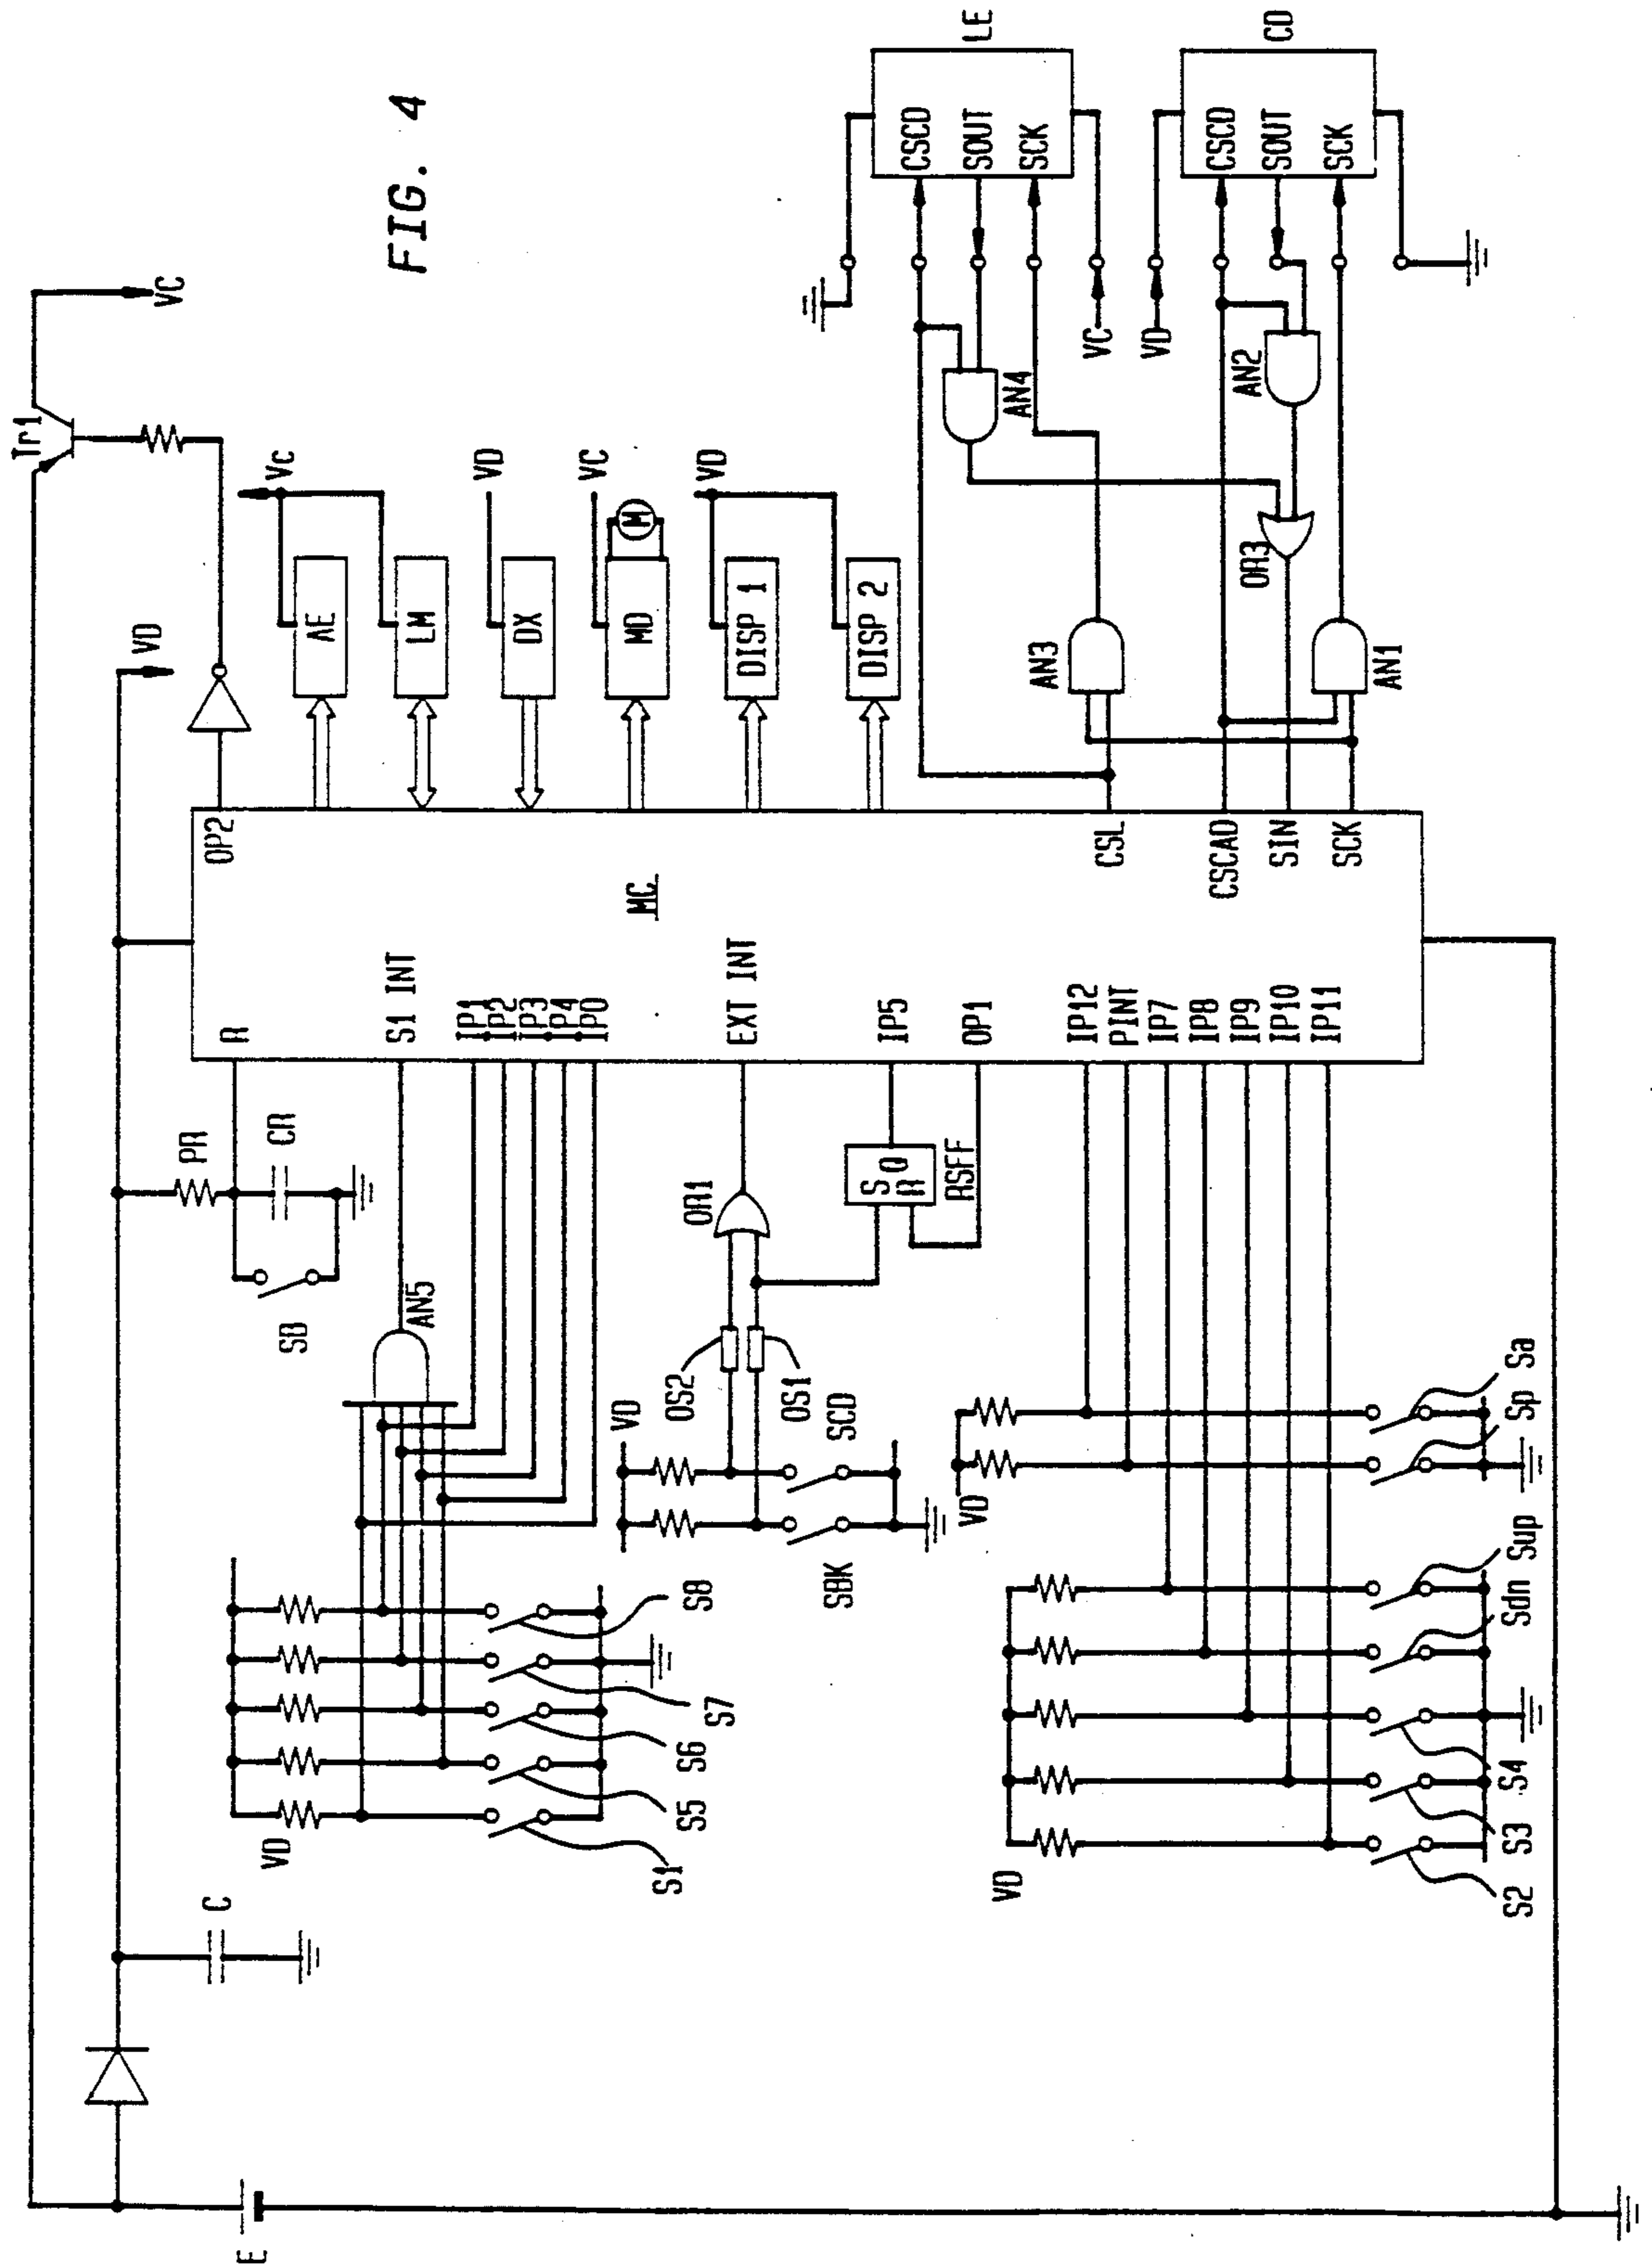 FIG. 4
Tr1
VC
VD
E
C
PR
CR
SB
R
OP2
MC
S1 INT
IP1
IP2
IP3
IP4
IP0
EXT INT
IP5
OP1
IP12
PINT
IP7
IP8
IP9
IP10
IP11
CSL
CSCAD
SIN
SCK
Vc
AE
LM
VD
DX
VC
MD
M
VD
DISP 1
DISP 2
AN5
VD
S1
S5
S6
S7
S8
VD
OS2
OS1
OR1
SCD
SBK
S
Q
R
RSFF
VD
Sa
Sp
VD
Sup
Sdn
S4
S3
S2
AN3
AN1
OR3
AN4
AN2
VC
VD
LE
CSCD
SOUT
SCK
CD
CSCD
SOUT
SCK